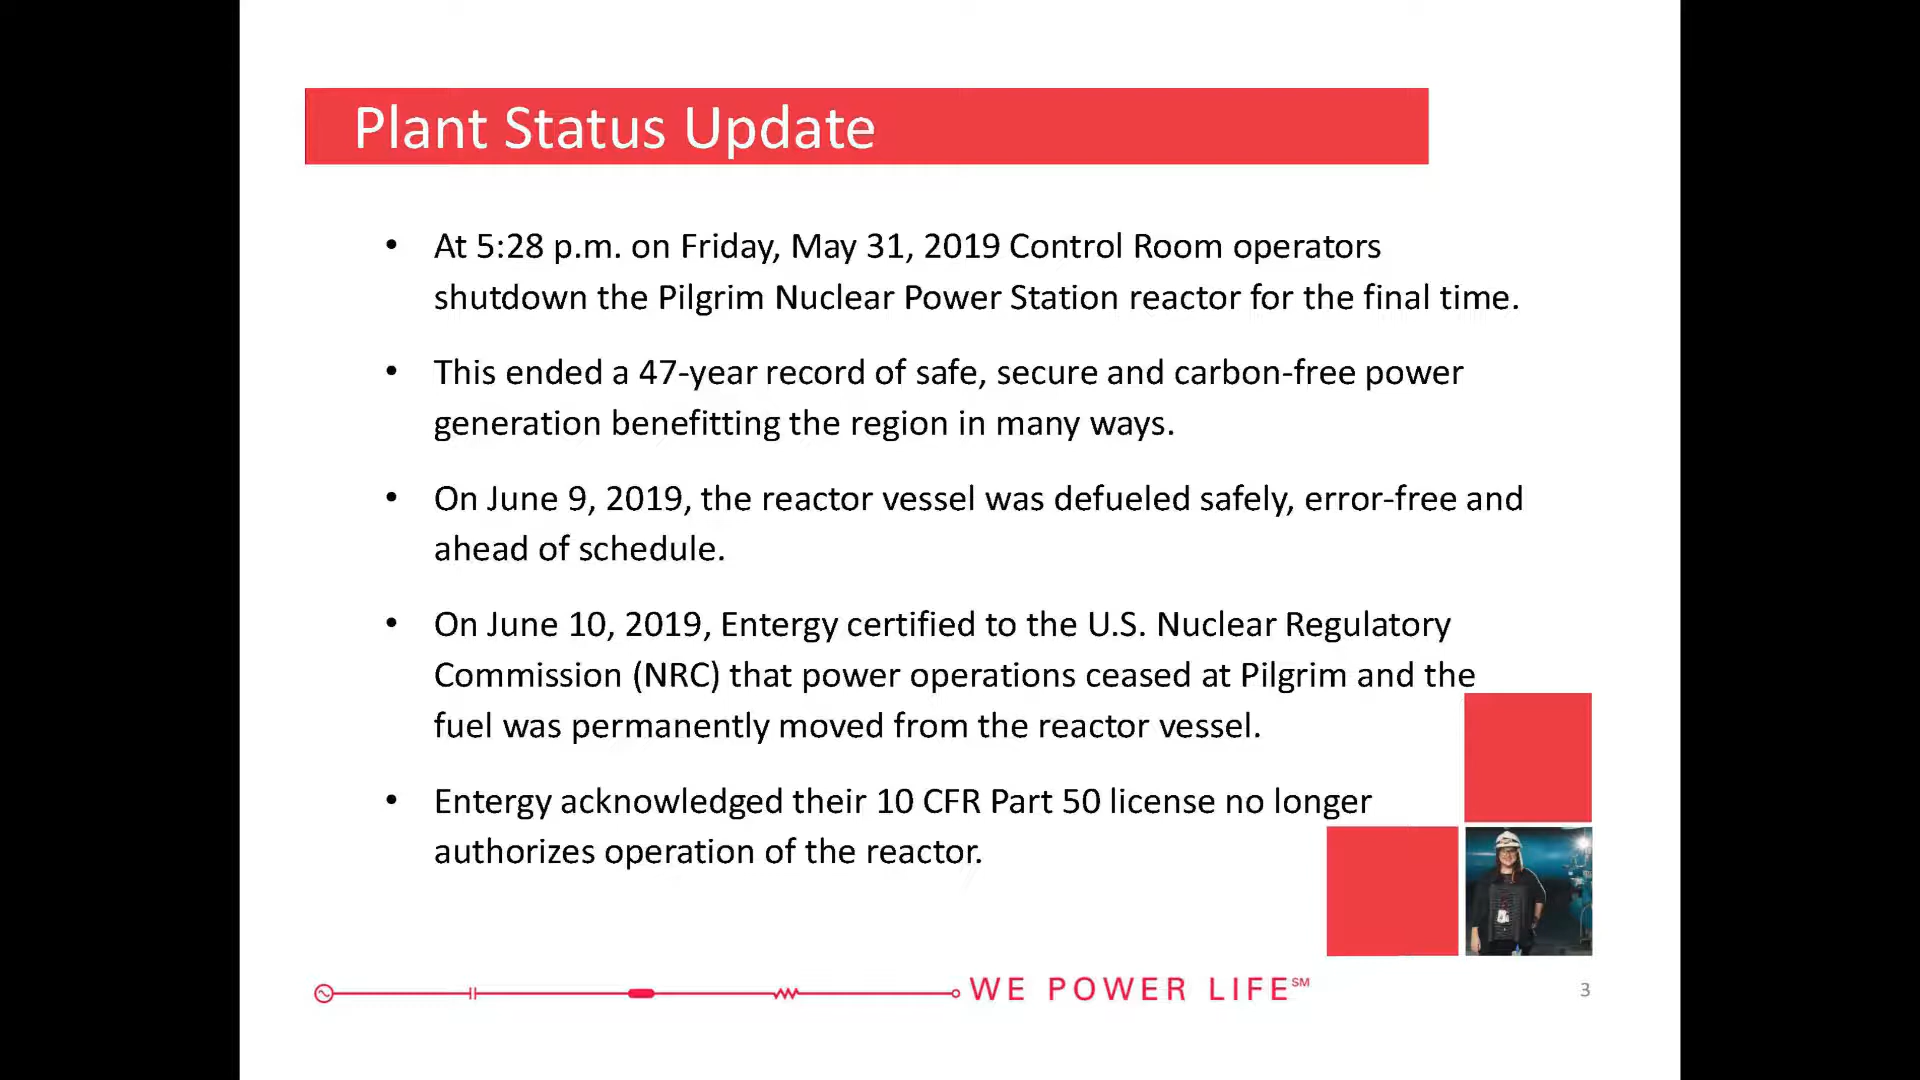 Plant Status Update
• At 5:28 p.m. on Friday, May 31, 2019 Control Room operators
shutdown the Pilgrim Nuclear Power Station reactor for the final time.
• This ended a 47-year record of safe, secure and carbon-free power
generation benefitting the region in many ways.
• On June 9, 2019, the reactor vessel was defueled safely, error-free and
ahead of schedule.
• On June 10, 2019, Entergy certified to the U.S. Nuclear Regulatory
Commission (NRC) that power operations ceased at Pilgrim and the
fuel was permanently moved from the reactor vessel.
• Entergy acknowledged their 10 CFR Part 50 license no longer
authorizes operation of the reactor.
WE POWER LIFE℠
3